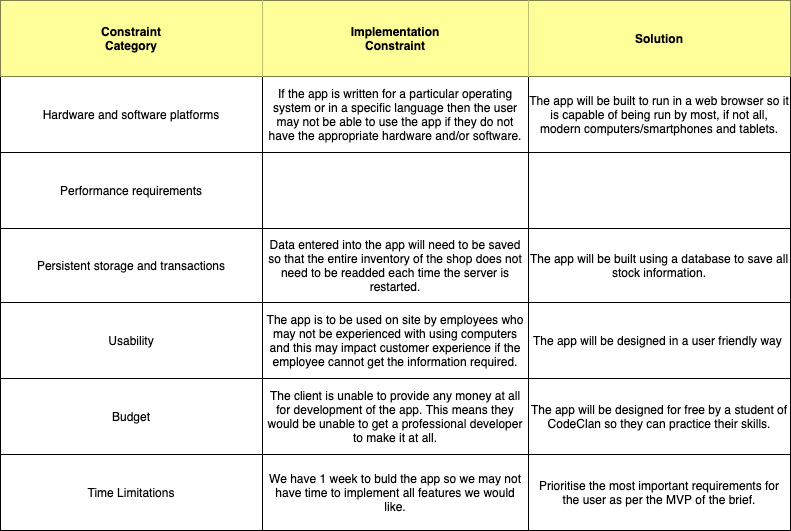 Constraint
Category
Implementation
Constraint
Solution
Hardware and software platforms
If the app is written for a particular operating
system or in a specific language then the user
may not be able to use the app if they do not
have the appropriate hardware and/or software.
The app will be built to run in a web browser so it
is capable of being run by most, if not all,
modern computers/smartphones and tablets.
Performance requirements
Persistent storage and transactions
Data entered into the app will need to be saved
so that the entire inventory of the shop does not
need to be readded each time the server is
restarted.
The app will be built using a database to save all
stock information.
Usability
The app is to be used on site by employees who
may not be experienced with using computers
and this may impact customer experience if the
employee cannot get the information required.
The app will be designed in a user friendly way
Budget
The client is unable to provide any money at all
for development of the app. This means they
would be unable to get a professional developer
to make it at all.
The app will be designed for free by a student of
CodeClan so they can practice their skills.
Time Limitations
We have 1 week to buld the app so we may not
have time to implement all features we would
like.
Prioritise the most important requirements for
the user as per the MVP of the brief.